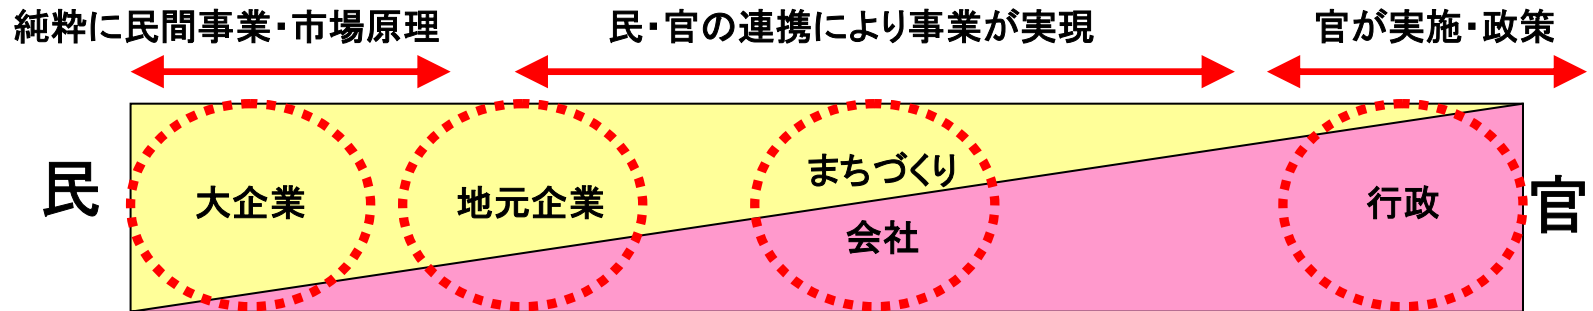 純粋に民間事業・市場原理
民・官の連携により事業が実現
官が実施・政策
民
大企業
地元企業
まちづくり
会社
行政
官